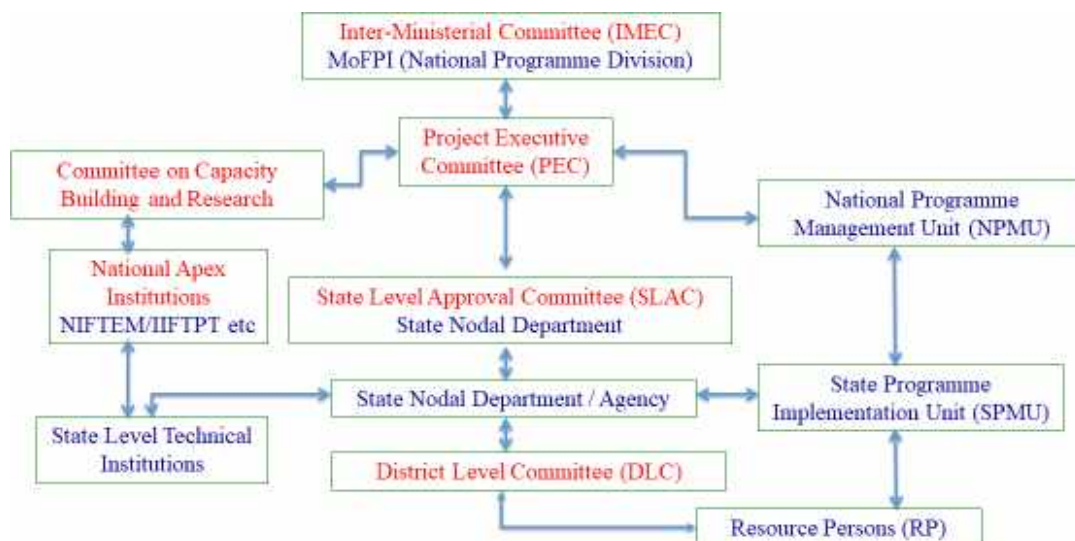 Inter-Ministerial Committee (IMEC)
MoFPI (National Programme Division)
Project Executive
Committee (PEC)
Committee on Capacity
Building and Research
National Programme
Management Unit (NPMU)
National Apex
Institutions
NIFTEM/IIFTPT etc
State Level Approval Committee (SLAC)
State Nodal Department
State Nodal Department / Agency
State Programme
Implementation Unit (SPMU)
State Level Technical
Institutions
District Level Committee (DLC)
Resource Persons (RP)